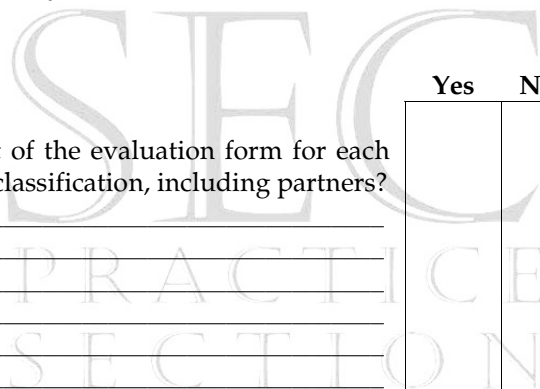 SEC
Yes N
of the evaluation form for each
classification, including partners?
PRACTICE
SECTION